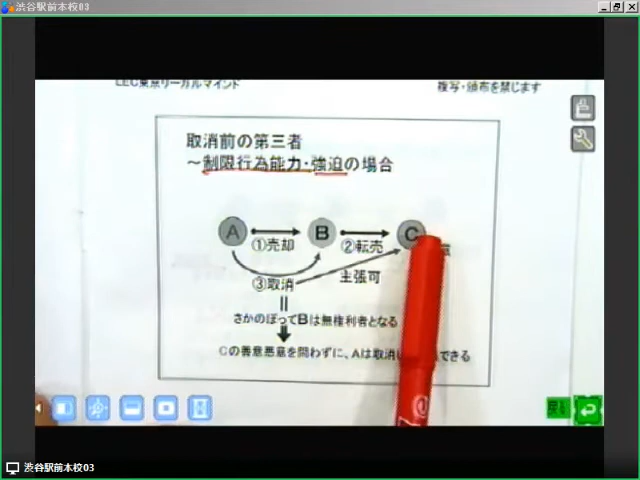 渋谷駅前本校03
LEC東京リーガルマインド
複写・頒布を禁じます
取消前の第三者
～制限行為能力・強迫の場合
A
B
C
①売却
②転売
③取消
主張可
さかのぼってBは無権利者となる
Cの善意悪意を問わずに、Aは取消し
できる
戻る
渋谷駅前本校03